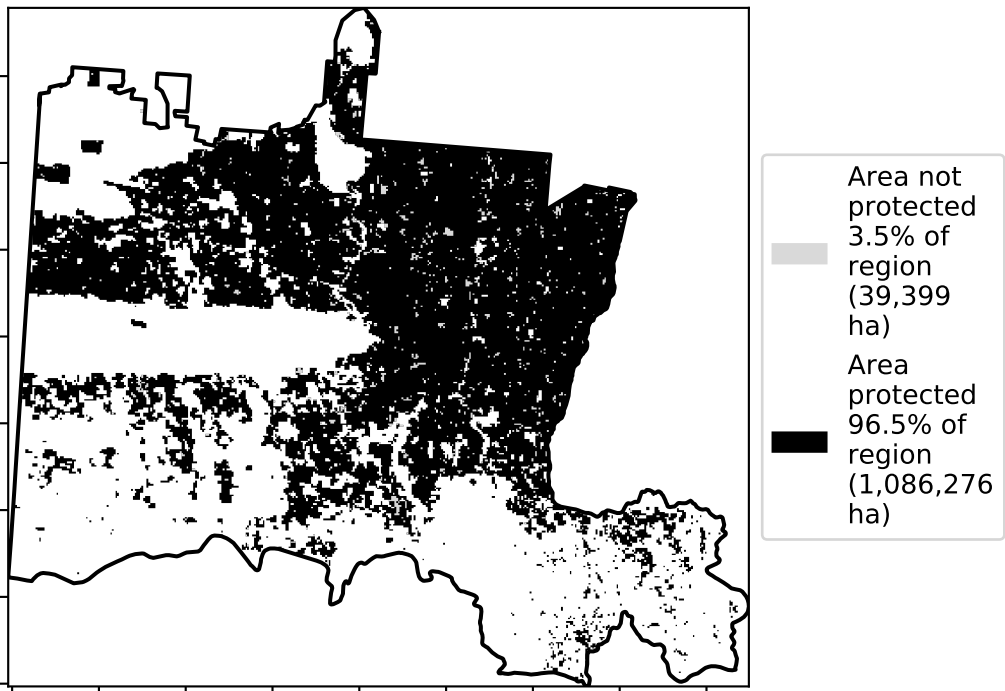 Area not
protected
3.5% of
region
(39,399
ha)
Area
protected
96.5% of
region
(1,086,276
ha)